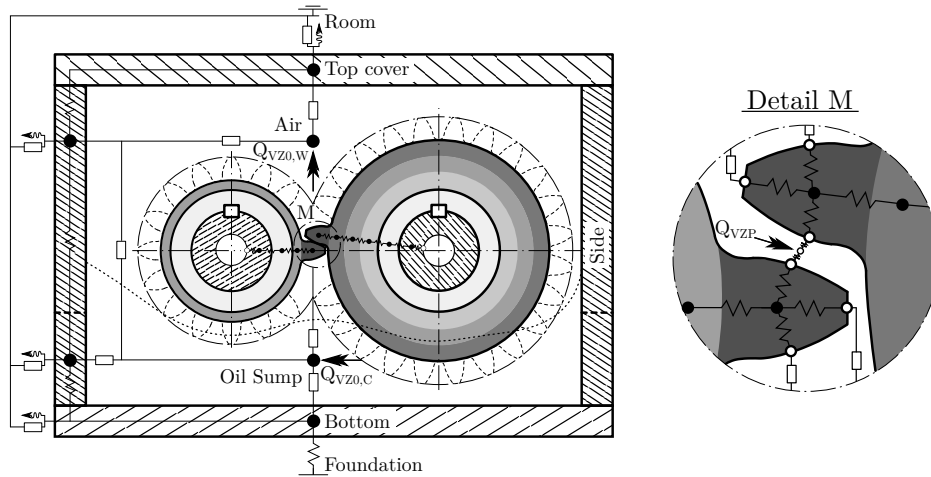 Room
Top cover
Detail M
Air
Q_VZ0,W
M
Side
Q_VZP
Oil Sump
Q_VZ0,C
Bottom
Foundation